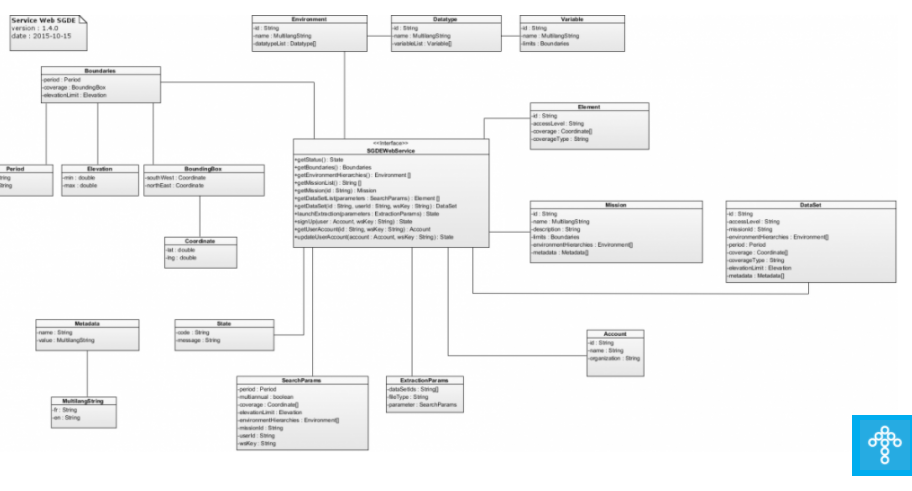 Service Web SGDE
version : 1.4.0
date : 2015-10-15
Environment
-id : String
-name : MultilangString
-datatypeList : Datatype[]
Datatype
-id : String
-name : MultilangString
-variableList : Variable[]
Variable
-id : String
-name : MultilangString
-limits : Boundaries
Boundaries
-period : Period
-coverage : BoundingBox
-elevationLimit : Elevation
Element
-id : String
-accessLevel : String
-coverage : Coordinate[]
-coverageType : String
<<Interface>>
SGDEWebService
+getStatus() : State
+getBoundaries() : Boundaries
+getEnvironmentHierarchies() : Environment []
+getMissionList() : String []
+getMission(id : String) : Mission
+getDataSetList(parameters : SearchParams) : Element []
+getDataSet(id : String, userId : String, wsKey : String) : DataSet
+launchExtraction(parameters : ExtractionParams) : State
+signUp(user : Account, wsKey : String) : State
+getUserAccount(id : String, wsKey : String) : Account
+updateUserAccount(account : Account, wsKey : String) : State
Period
Elevation
-min : double
-max : double
BoundingBox
-southWest : Coordinate
-northEast : Coordinate
Coordinate
-lat : double
-lng : double
Mission
-id : String
-name : MultilangString
-description : String
-limits : Boundaries
-environmentHierarchies : Environment[]
-metadata : Metadata[]
DataSet
-id : String
-accessLevel : String
-missionId : String
-environmentHierarchies : Environment[]
-period : Period
-coverage : Coordinate[]
-coverageType : String
-elevationLimit : Elevation
-metadata : Metadata[]
Metadata
-name : String
-value : MultilangString
State
-code : String
-message : String
Account
-id : String
-name : String
-organization : String
SearchParams
-period : Period
-multiannual : boolean
-coverage : Coordinate[]
-elevationLimit : Elevation
-environmentHierarchies : Environment[]
-missionId : String
-userId : String
-wsKey : String
ExtractionParams
-dataSetIds : String[]
-fileType : String
-parameter : SearchParams
MultilangString
-fr : String
-en : String